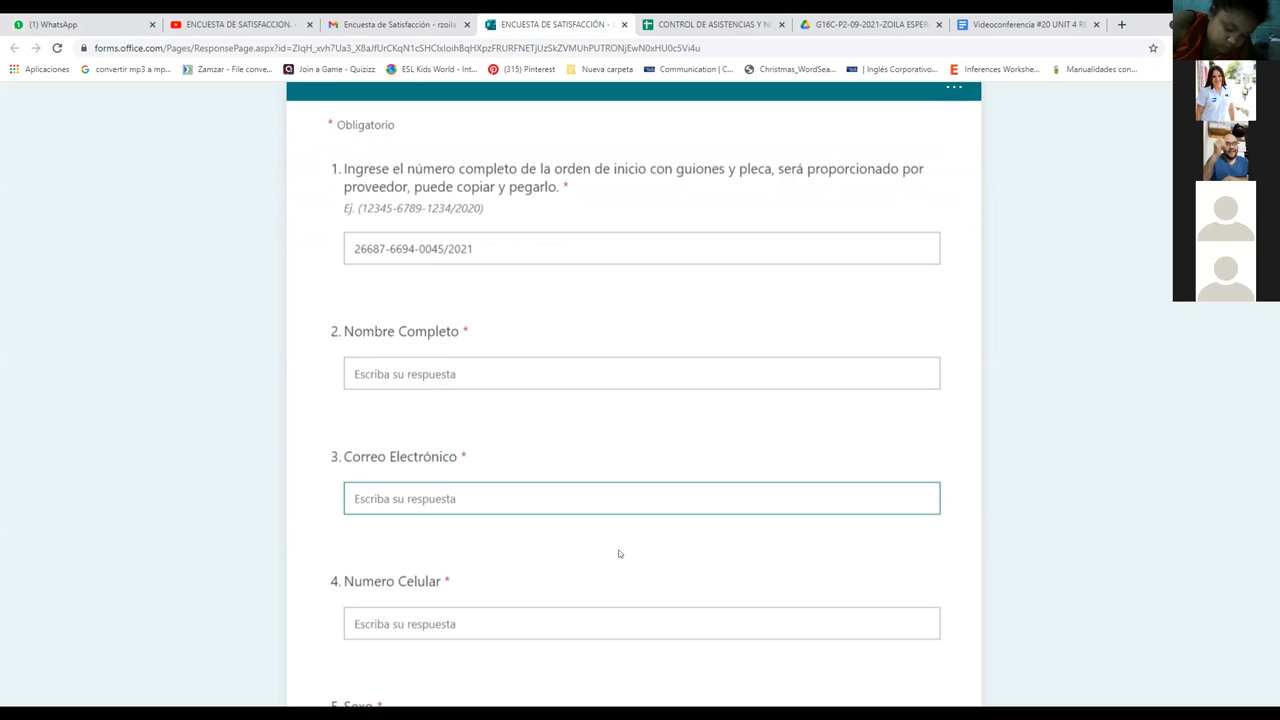 (1) WhatsApp
ENCUESTA DE SATISFACCION.
Encuesta de Satisfacción - rzoila
ENCUESTA DE SATISFACCIÓN -
CONTROL DE ASISTENCIAS Y N
G16C-P2-09-2021-ZOILA ESPER
Videoconferencia #20 UNIT 4 RE
forms.office.com/Pages/ResponsePage.aspx?id=
Aplicaciones
convertir mp3 a mp...
Zamzar - File conve...
Join a Game - Quizizz
ESL Kids World - Int...
(315) Pinterest
Nueva carpeta
Communication | C...
Christmas_WordSea...
| Inglés Corporativo...
Inferences Workshe...
Manualidades con...
* Obligatorio
1. Ingrese el número completo de la orden de inicio con guiones y pleca, será proporcionado por
proveedor, puede copiar y pegarlo. *
Ej. (12345-6789-1234/2020)
26687-6694-0045/2021
2. Nombre Completo *
Escriba su respuesta
3. Correo Electrónico *
Escriba su respuesta
4. Numero Celular *
Escriba su respuesta
5. Sexo *